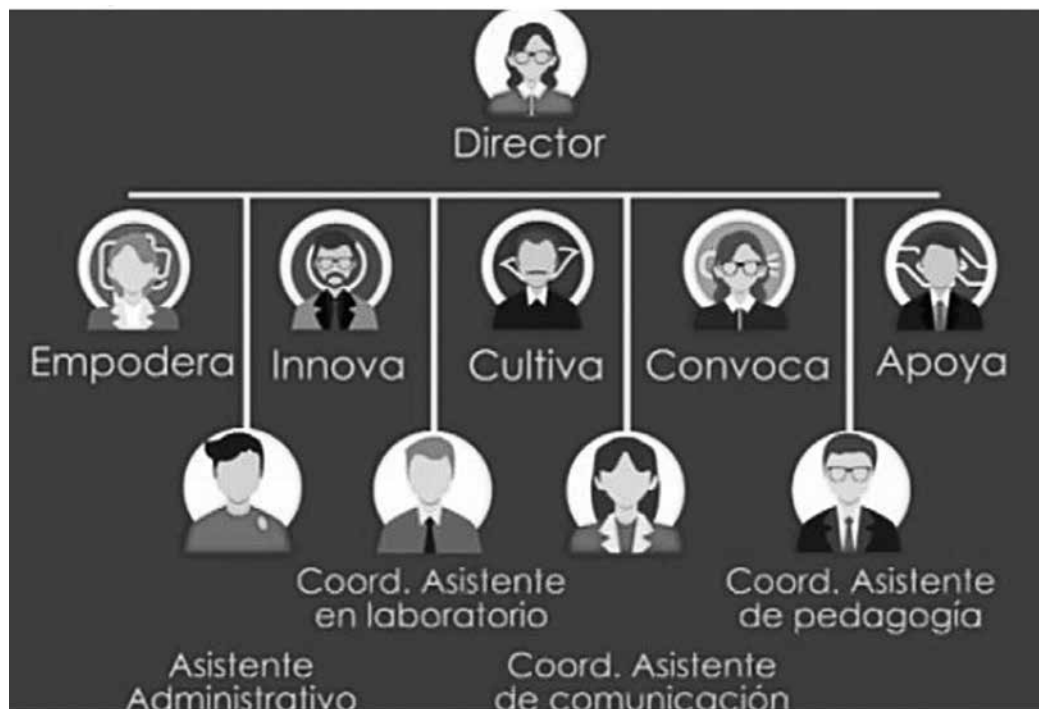 Director
Empodera
Innova
Cultiva
Convoca
Apoya
Coord. Asistente
en laboratorio
Coord. Asistente
de pedagogía
Asistente
Administrativo
Coord. Asistente
de comunicación